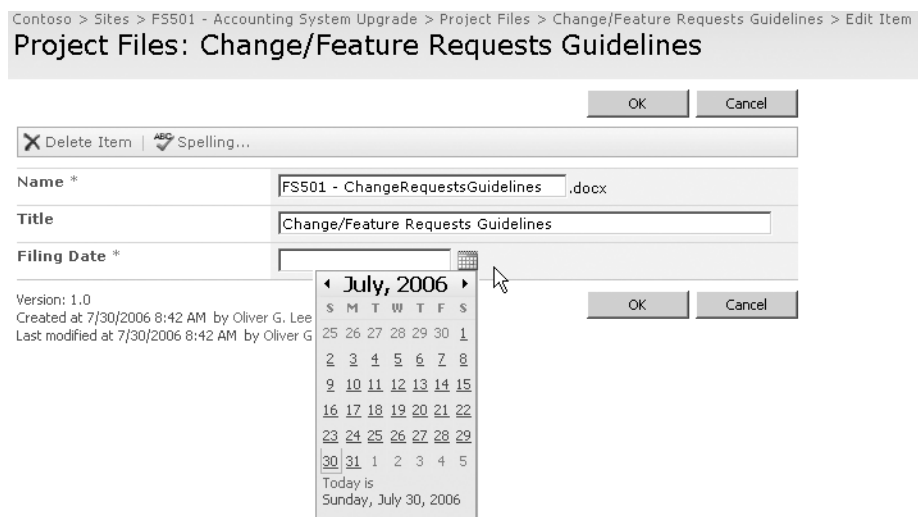 Contoso > Sites > FS501 - Accounting System Upgrade > Project Files > Change/Feature Requests Guidelines > Edit Item
Project Files: Change/Feature Requests Guidelines
OK Cancel
Delete Item | ABC Spelling...
Name * FS501 - ChangeRequestsGuidelines .docx
Title Change/Feature Requests Guidelines
Filing Date *
July, 2006
S M T W T F S
25 26 27 28 29 30 1
2 3 4 5 6 7 8
9 10 11 12 13 14 15
16 17 18 19 20 21 22
23 24 25 26 27 28 29
30 31 1 2 3 4 5
Today is
Sunday, July 30, 2006
Version: 1.0
Created at 7/30/2006 8:42 AM by Oliver G. Lee
Last modified at 7/30/2006 8:42 AM by Oliver G
OK Cancel